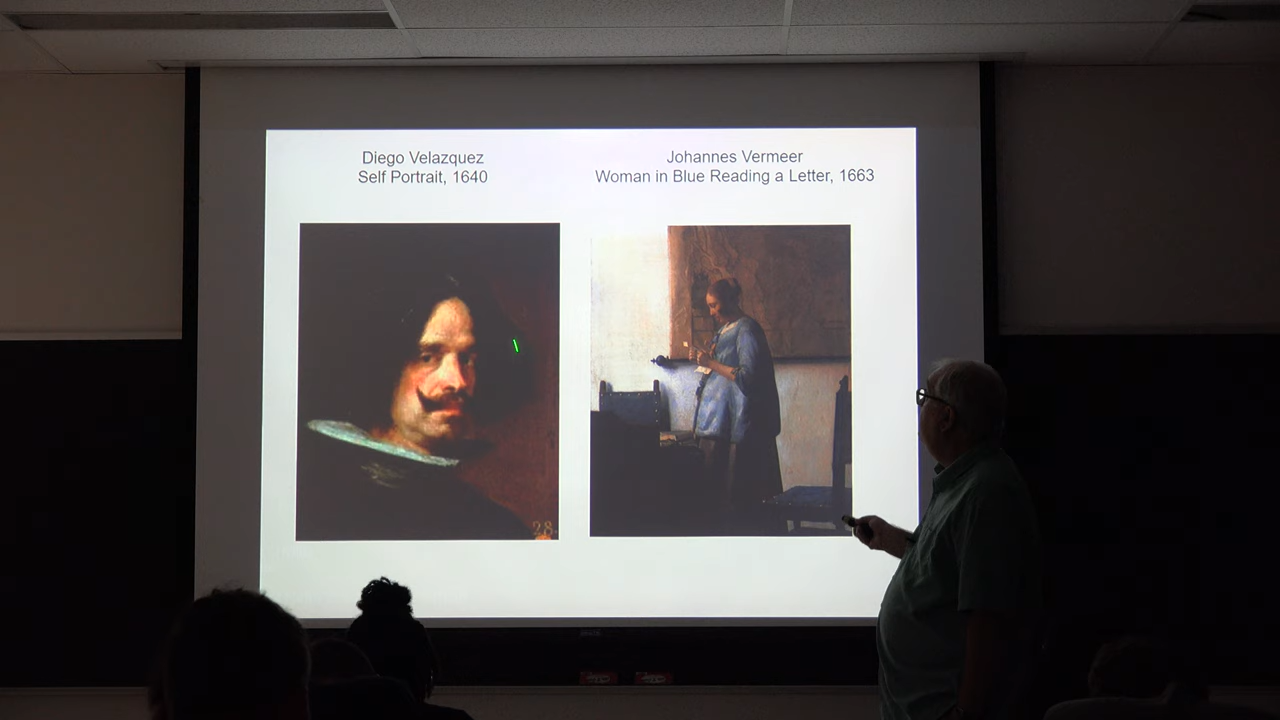 Diego Velazquez
Self Portrait, 1640
Johannes Vermeer
Woman in Blue Reading a Letter, 1663
28.